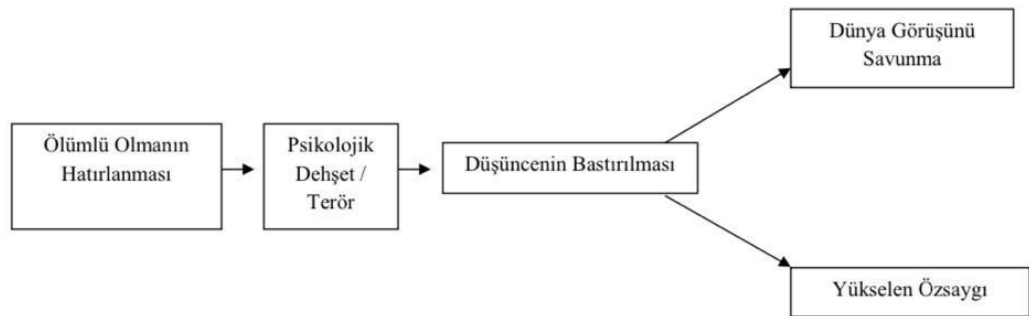 Dünya Görüşünü
Savunma
Ölümlü Olmanın
Hatırlanması
Psikolojik
Dehşet /
Terör
Düşüncenin Bastırılması
Yükselen Özsaygı